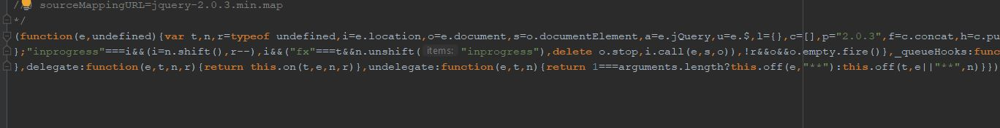 //@ sourceMappingURL=jquery-2.0.3.min.map
*/
(function(e,undefined){var t,n,r=typeof undefined,i=e.location,o=e.document,s=o.documentElement,a=e.jQuery,u=e.$,l={},c=[],p="2.0.3",f=c.concat,h=c.pu
};"inprogress"===i&&(i=n.shift(),r--),i&&("fx"===t&&n.unshift( items: "inprogress"),delete o.stop,i.call(e,s,o)),!r&&o&&o.empty.fire()},_queueHooks:func
},delegate:function(e,t,n,r){return this.on(t,e,n,r)},undelegate:function(e,t,n){return 1===arguments.length?this.off(e,"**"):this.off(t,e||"**",n)}})